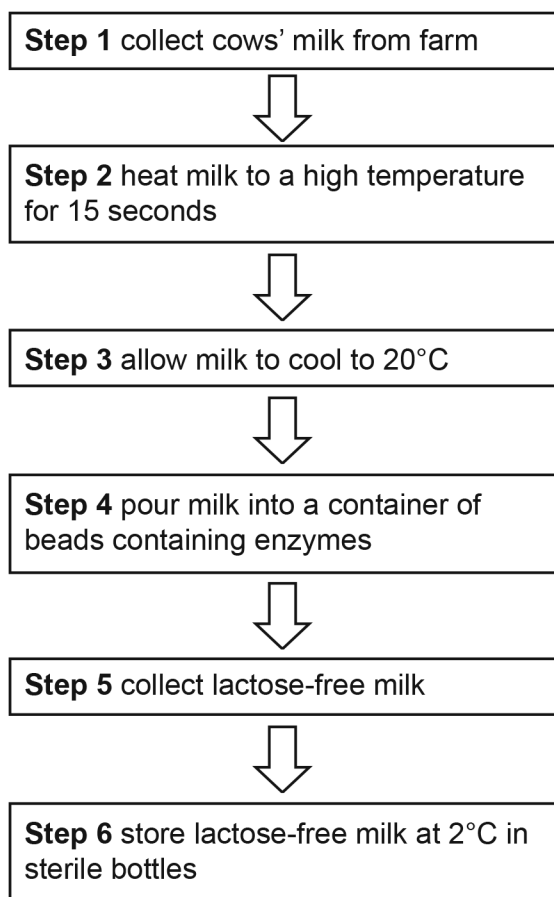 Step 1 collect cows’ milk from farm
Step 2 heat milk to a high temperature
for 15 seconds
Step 3 allow milk to cool to 20°C
Step 4 pour milk into a container of
beads containing enzymes
Step 5 collect lactose-free milk
Step 6 store lactose-free milk at 2°C in
sterile bottles